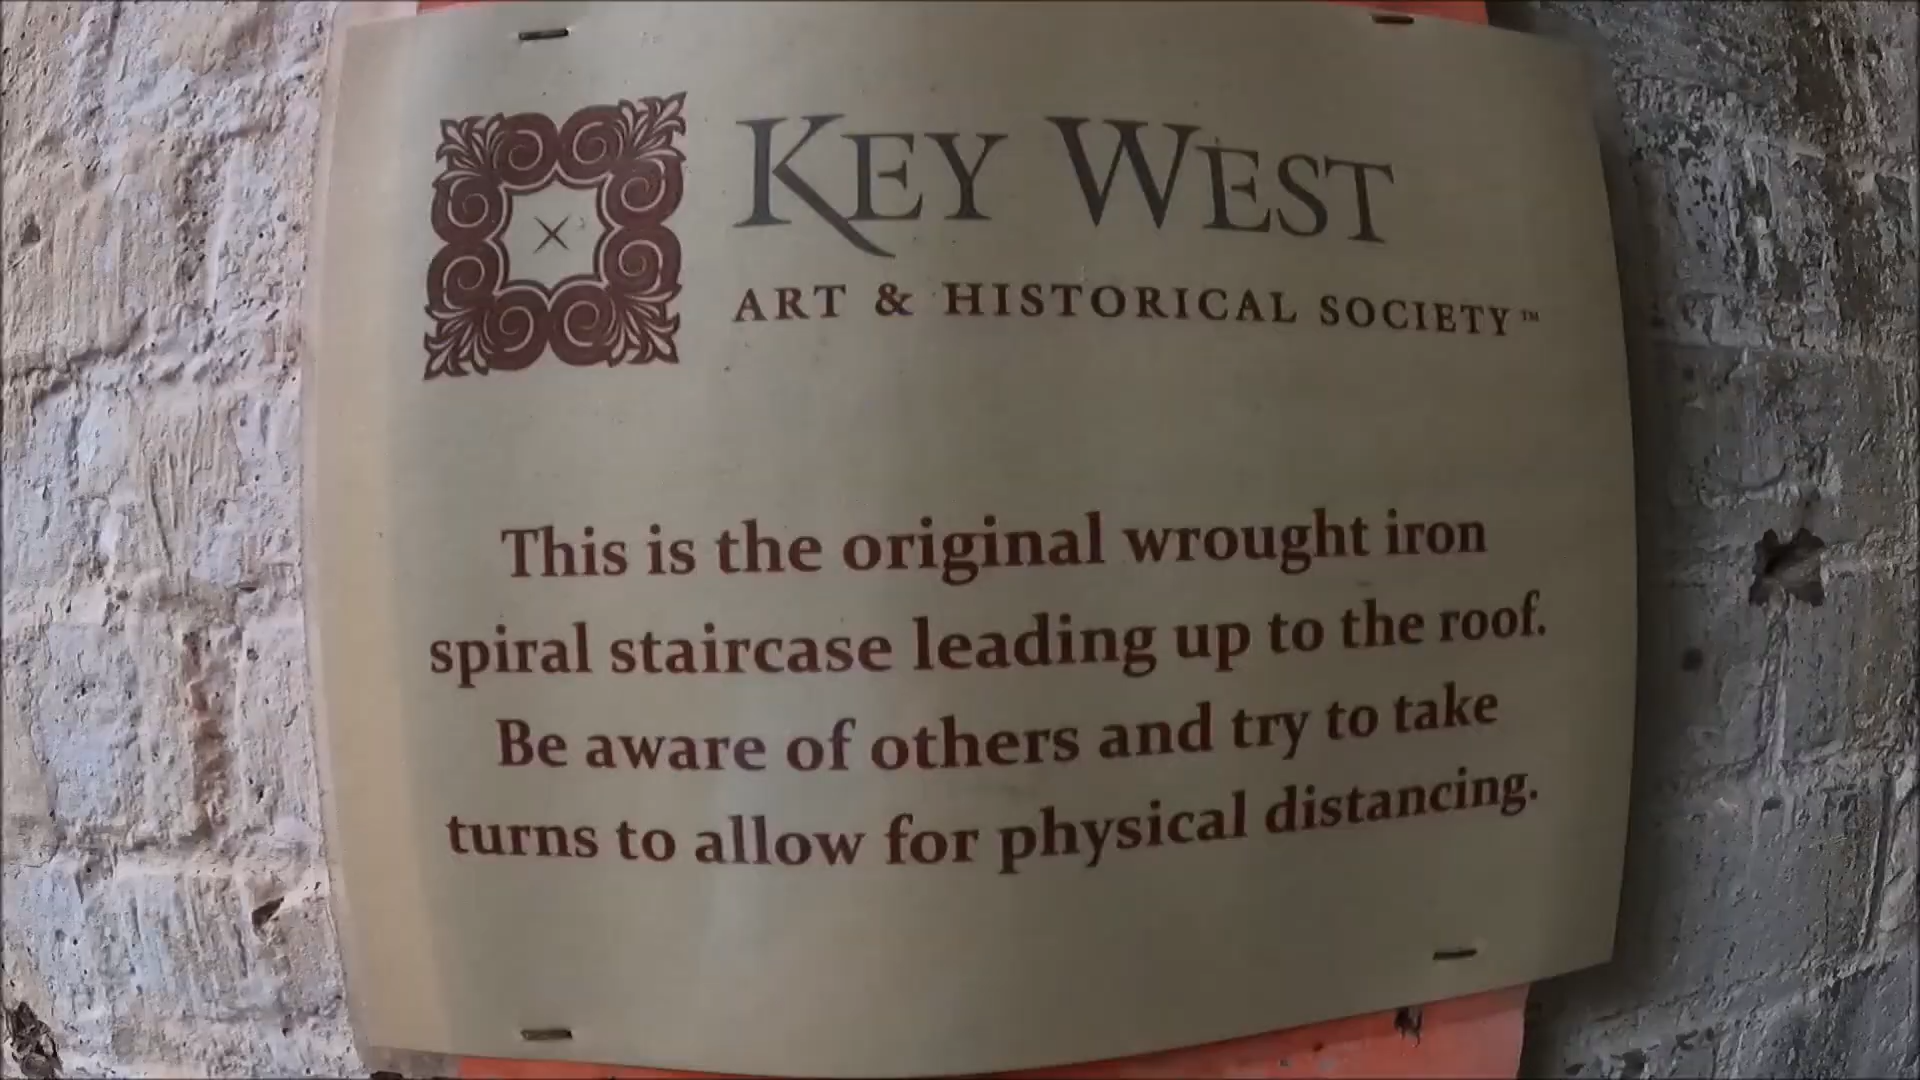 KEY WEST
ART & HISTORICAL SOCIETY™
This is the original wrought iron
spiral staircase leading up to the roof.
Be aware of others and try to take
turns to allow for physical distancing.